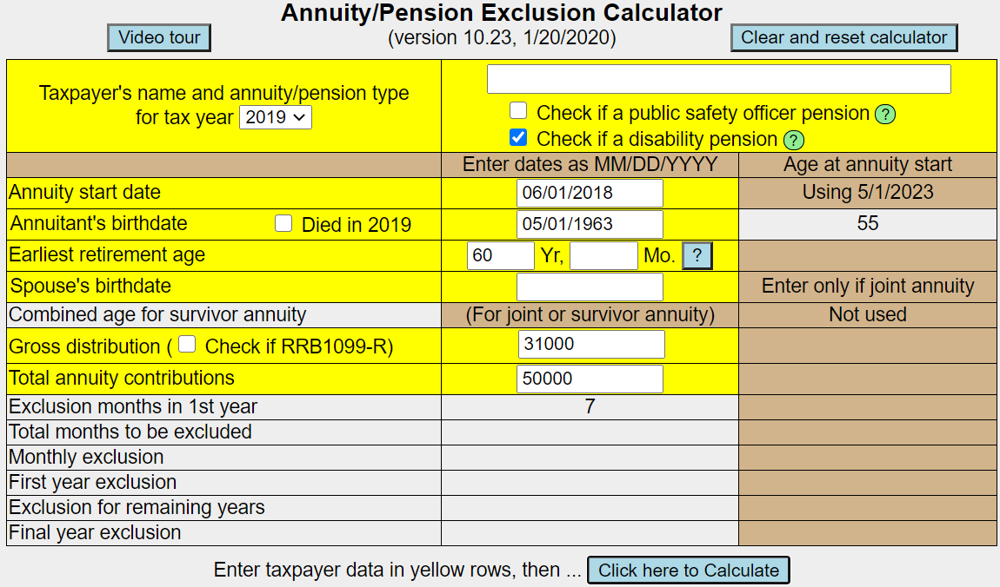 Annuity/Pension Exclusion Calculator
Video tour
(version 10.23, 1/20/2020)
Clear and reset calculator
Taxpayer's name and annuity/pension type
for tax year 2019
Check if a public safety officer pension ?
Check if a disability pension ?
Enter dates as MM/DD/YYYY Age at annuity start
Annuity start date 06/01/2018 Using 5/1/2023
Annuitant's birthdate Died in 2019 05/01/1963 55
Earliest retirement age 60 Yr, Mo. ?
Spouse's birthdate Enter only if joint annuity
Combined age for survivor annuity (For joint or survivor annuity) Not used
Gross distribution ( Check if RRB1099-R) 31000
Total annuity contributions 50000
Exclusion months in 1st year 7
Total months to be excluded
Monthly exclusion
First year exclusion
Exclusion for remaining years
Final year exclusion
Enter taxpayer data in yellow rows, then ... Click here to Calculate